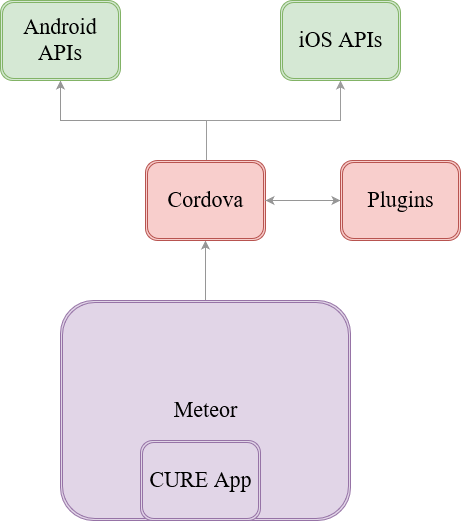 Android
APIs
iOS APIs
Cordova
Plugins
Meteor
CURE App